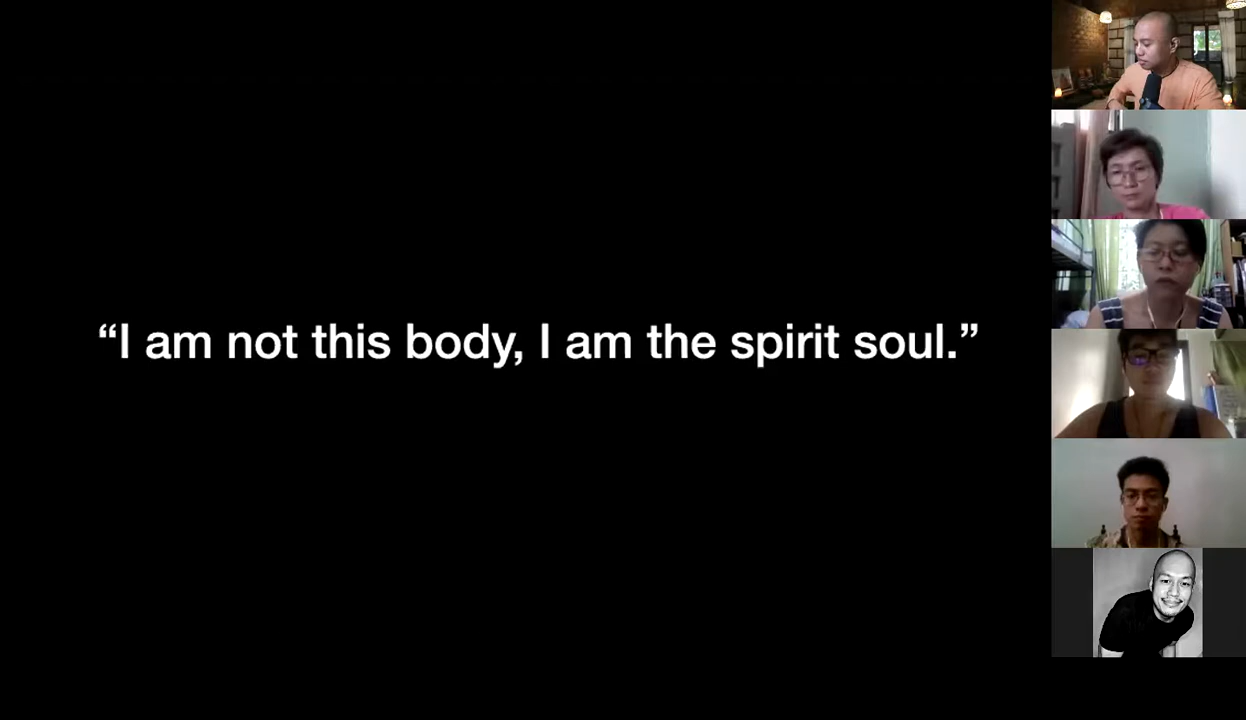 “I am not this body, I am the spirit soul.”